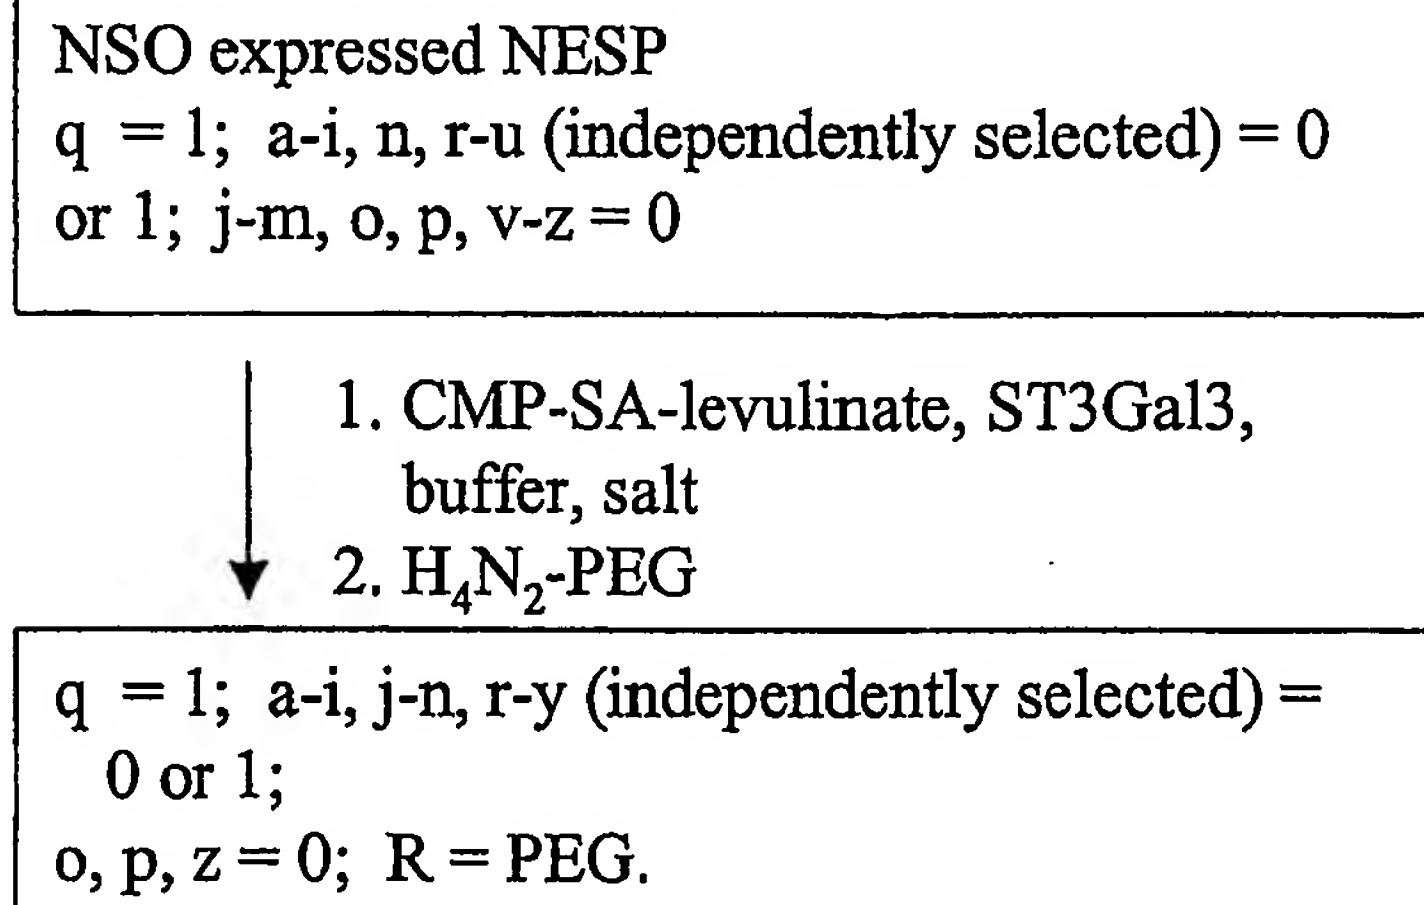 NSO expressed NESP
q = 1; a-i, n, r-u (independently selected) = 0
or 1; j-m, o, p, v-z = 0
1. CMP-SA-levulinate, ST3Gal3,
buffer, salt
2. H₄N₂-PEG
q = 1; a-i, j-n, r-y (independently selected) =
0 or 1;
o, p, z = 0; R = PEG.